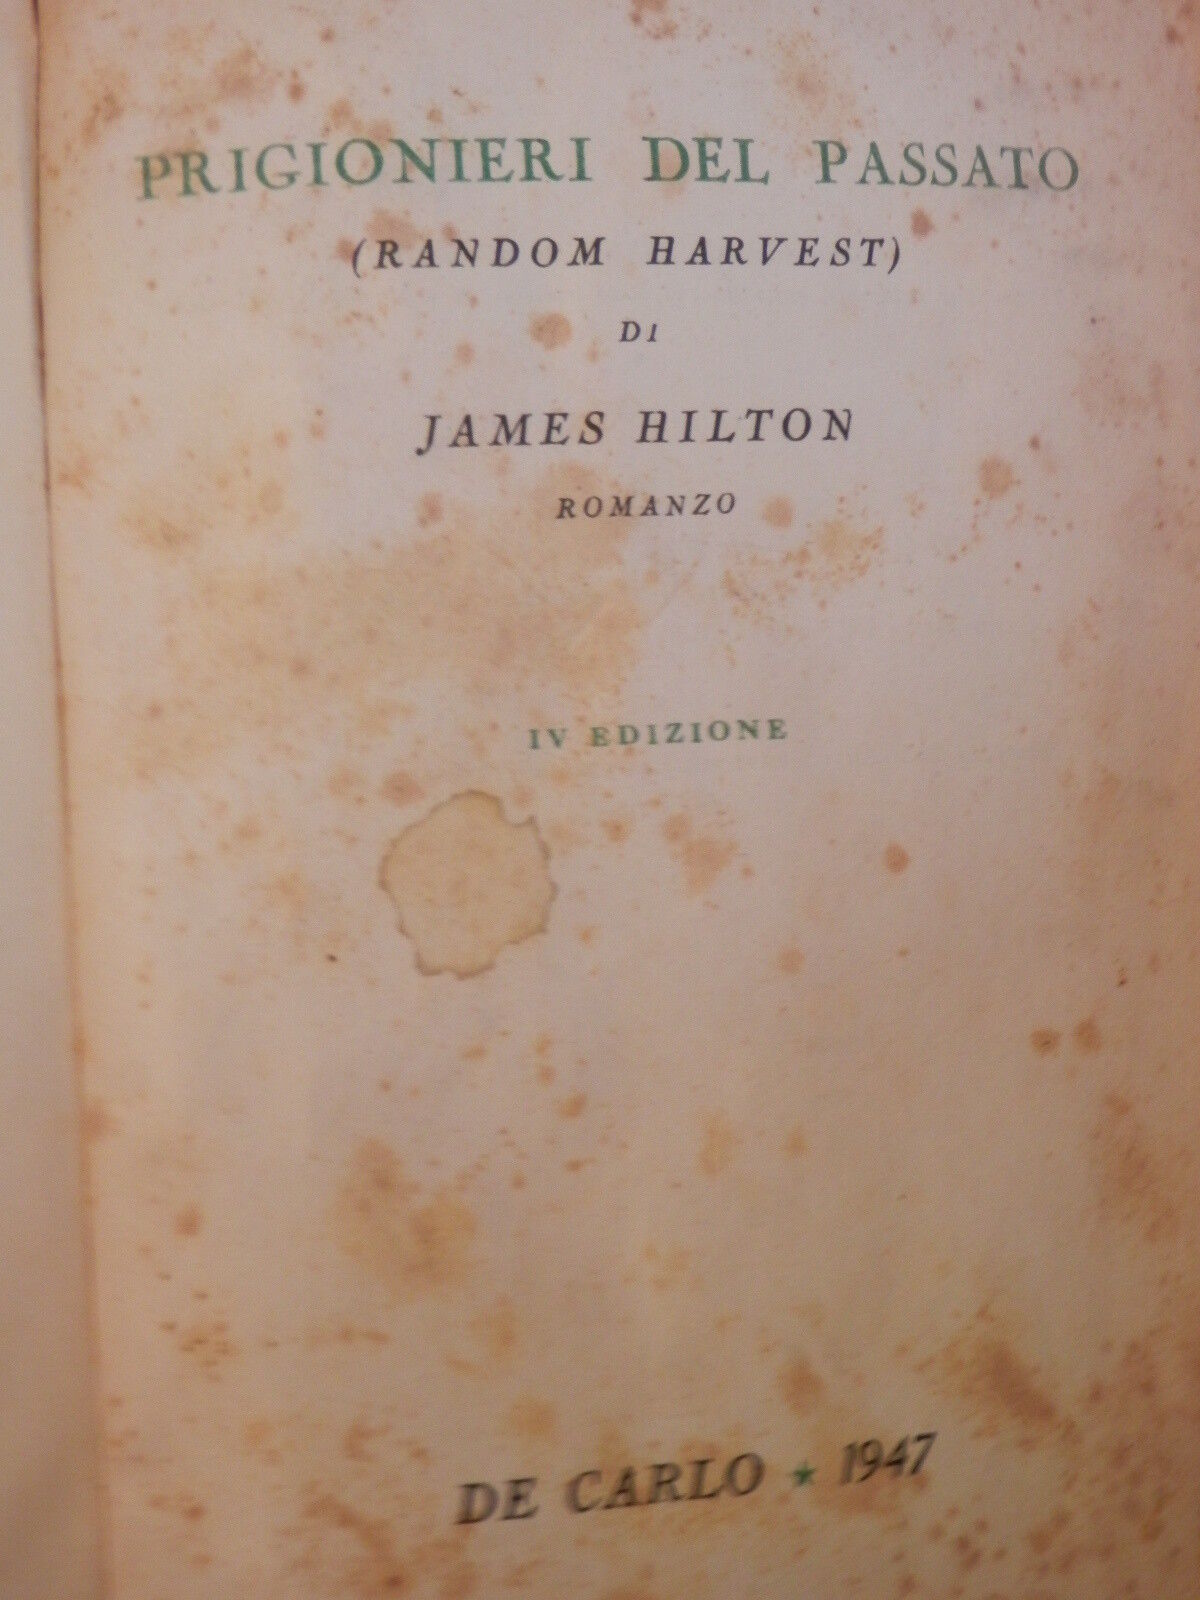 PRIGIONIERI DEL PASSATO
(RANDOM HARVEST)
DI
JAMES HILTON
ROMANZO
IV EDIZIONE
DE CARLO ★ 1947